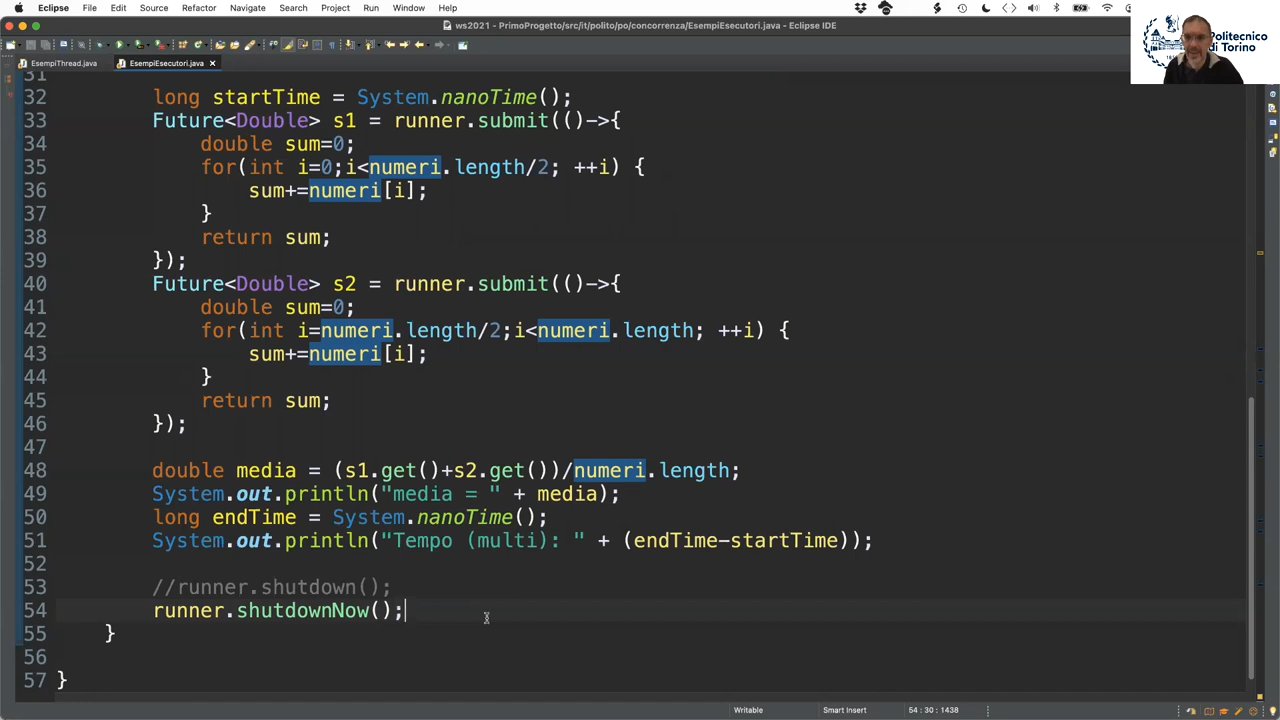 Eclipse File Edit Source Refactor Navigate Search Project Run Window Help
ws2021 - PrimoProgetto/src/it/polito/po/concorrenza/EsempiEsecutori.java - Eclipse IDE
Politecnico
di Torino
EsempiThread.java EsempiEsecutori.java
31
32 long startTime = System.nanoTime();
33 Future<Double> s1 = runner.submit(()->{
34 double sum=0;
35 for(int i=0;i<numeri.length/2; ++i) {
36 sum+=numeri[i];
37 }
38 return sum;
39 });
40 Future<Double> s2 = runner.submit(()->{
41 double sum=0;
42 for(int i=numeri.length/2;i<numeri.length; ++i) {
43 sum+=numeri[i];
44 }
45 return sum;
46 });
47
48 double media = (s1.get()+s2.get())/numeri.length;
49 System.out.println("media = " + media);
50 long endTime = System.nanoTime();
51 System.out.println("Tempo (multi): " + (endTime-startTime));
52
53 //runner.shutdown();
54 runner.shutdownNow();
55 }
56
57 }
Writable Smart Insert 54 : 30 : 1438